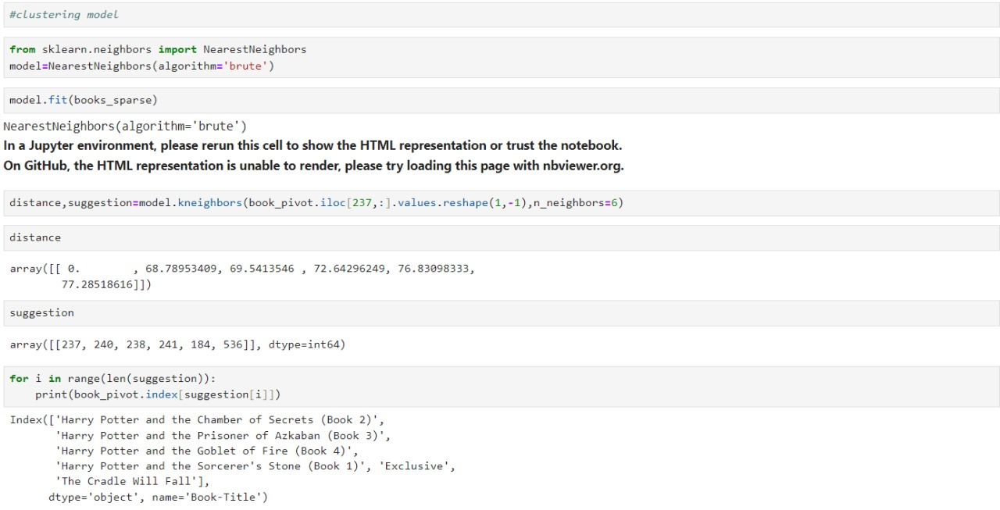 #clustering model
from sklearn.neighbors import NearestNeighbors
model=NearestNeighbors(algorithm='brute')
model.fit(books_sparse)
NearestNeighbors(algorithm='brute')
In a Jupyter environment, please rerun this cell to show the HTML representation or trust the notebook.
On GitHub, the HTML representation is unable to render, please try loading this page with nbviewer.org.
distance,suggestion=model.kneighbors(book_pivot.iloc[237,:].values.reshape(1,-1),n_neighbors=6)
distance
array([[ 0.        , 68.78953409, 69.5413546 , 72.64296249, 76.83098333,
        77.28518616]])
suggestion
array([[237, 240, 238, 241, 184, 536]], dtype=int64)
for i in range(len(suggestion)):
    print(book_pivot.index[suggestion[i]])
Index(['Harry Potter and the Chamber of Secrets (Book 2)',
       'Harry Potter and the Prisoner of Azkaban (Book 3)',
       'Harry Potter and the Goblet of Fire (Book 4)',
       'Harry Potter and the Sorcerer's Stone (Book 1)', 'Exclusive',
       'The Cradle Will Fall'],
      dtype='object', name='Book-Title')